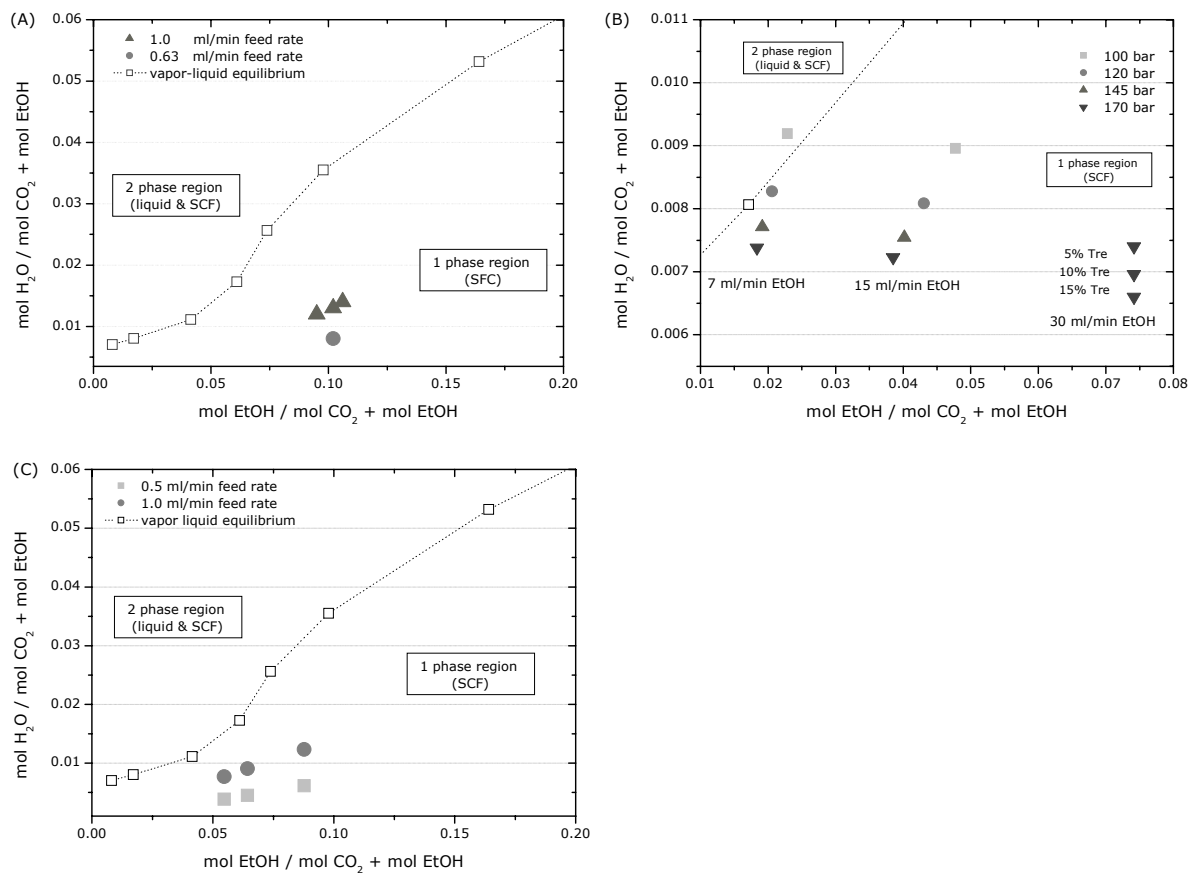 (A)
1.0 ml/min feed rate
0.63 ml/min feed rate
vapor-liquid equilibrium
2 phase region
(liquid & SCF)
1 phase region
(SFC)
0.06
0.05
0.04
0.03
0.02
0.01
0.00
0.05
0.10
0.15
0.20
mol H₂O / mol CO₂ + mol EtOH
mol EtOH / mol CO₂ + mol EtOH
(B)
2 phase region
(liquid & SCF)
100 bar
120 bar
145 bar
170 bar
1 phase region
(SCF)
5% Tre
10% Tre
15% Tre
7 ml/min EtOH
15 ml/min EtOH
30 ml/min EtOH
0.011
0.010
0.009
0.008
0.007
0.006
0.01
0.02
0.03
0.04
0.05
0.06
0.07
0.08
mol H₂O / mol CO₂ + mol EtOH
mol EtOH / mol CO₂ + mol EtOH
(C)
0.5 ml/min feed rate
1.0 ml/min feed rate
vapor liquid equilibrium
2 phase region
(liquid & SCF)
1 phase region
(SCF)
0.06
0.05
0.04
0.03
0.02
0.01
0.00
0.05
0.10
0.15
0.20
mol H₂O / mol CO₂ + mol EtOH
mol EtOH / mol CO₂ + mol EtOH